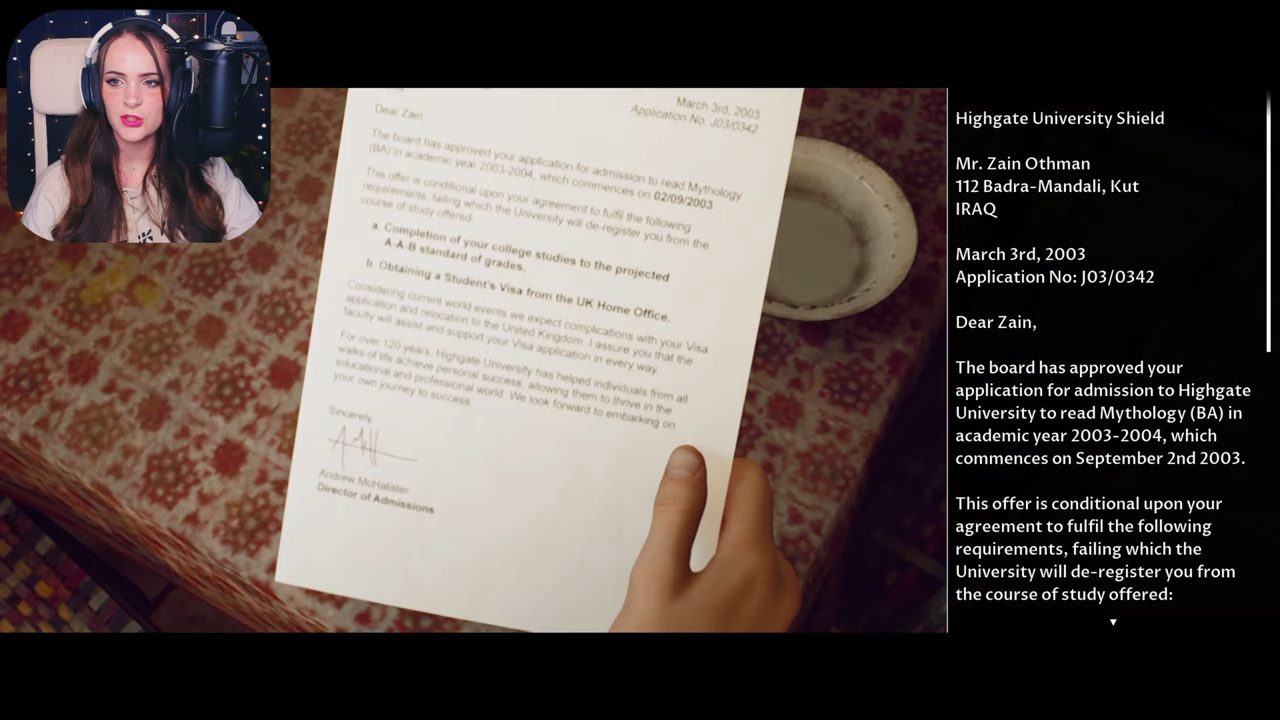 March 3rd, 2003
Application No: J03/0342
Dear Zain
The board has approved your application for admission to read Mythology
(BA) in academic year 2003-2004, which commences on 02/09/2003.
This offer is conditional upon your agreement to fulfil the following
requirements, failing which the University will de-register you from the
course of study offered:
a. Completion of your college studies to the projected
A-A-B standard of grades.
b. Obtaining a Student's Visa from the UK Home Office.
Considering current world events we expect complications with your Visa
application and relocation to the United Kingdom. I assure you that the
faculty will assist and support your Visa application in every way.
For over 120 years, Highgate University has helped individuals from all
walks of life achieve personal success, allowing them to thrive in the
educational and professional world. We look forward to embarking on
your own journey to success.
Sincerely,
Andrew McHalister
Director of Admissions
Highgate University Shield
Mr. Zain Othman
112 Badra-Mandali, Kut
IRAQ
March 3rd, 2003
Application No: J03/0342
Dear Zain,
The board has approved your
application for admission to Highgate
University to read Mythology (BA) in
academic year 2003-2004, which
commences on September 2nd 2003.
This offer is conditional upon your
agreement to fulfil the following
requirements, failing which the
University will de-register you from
the course of study offered: